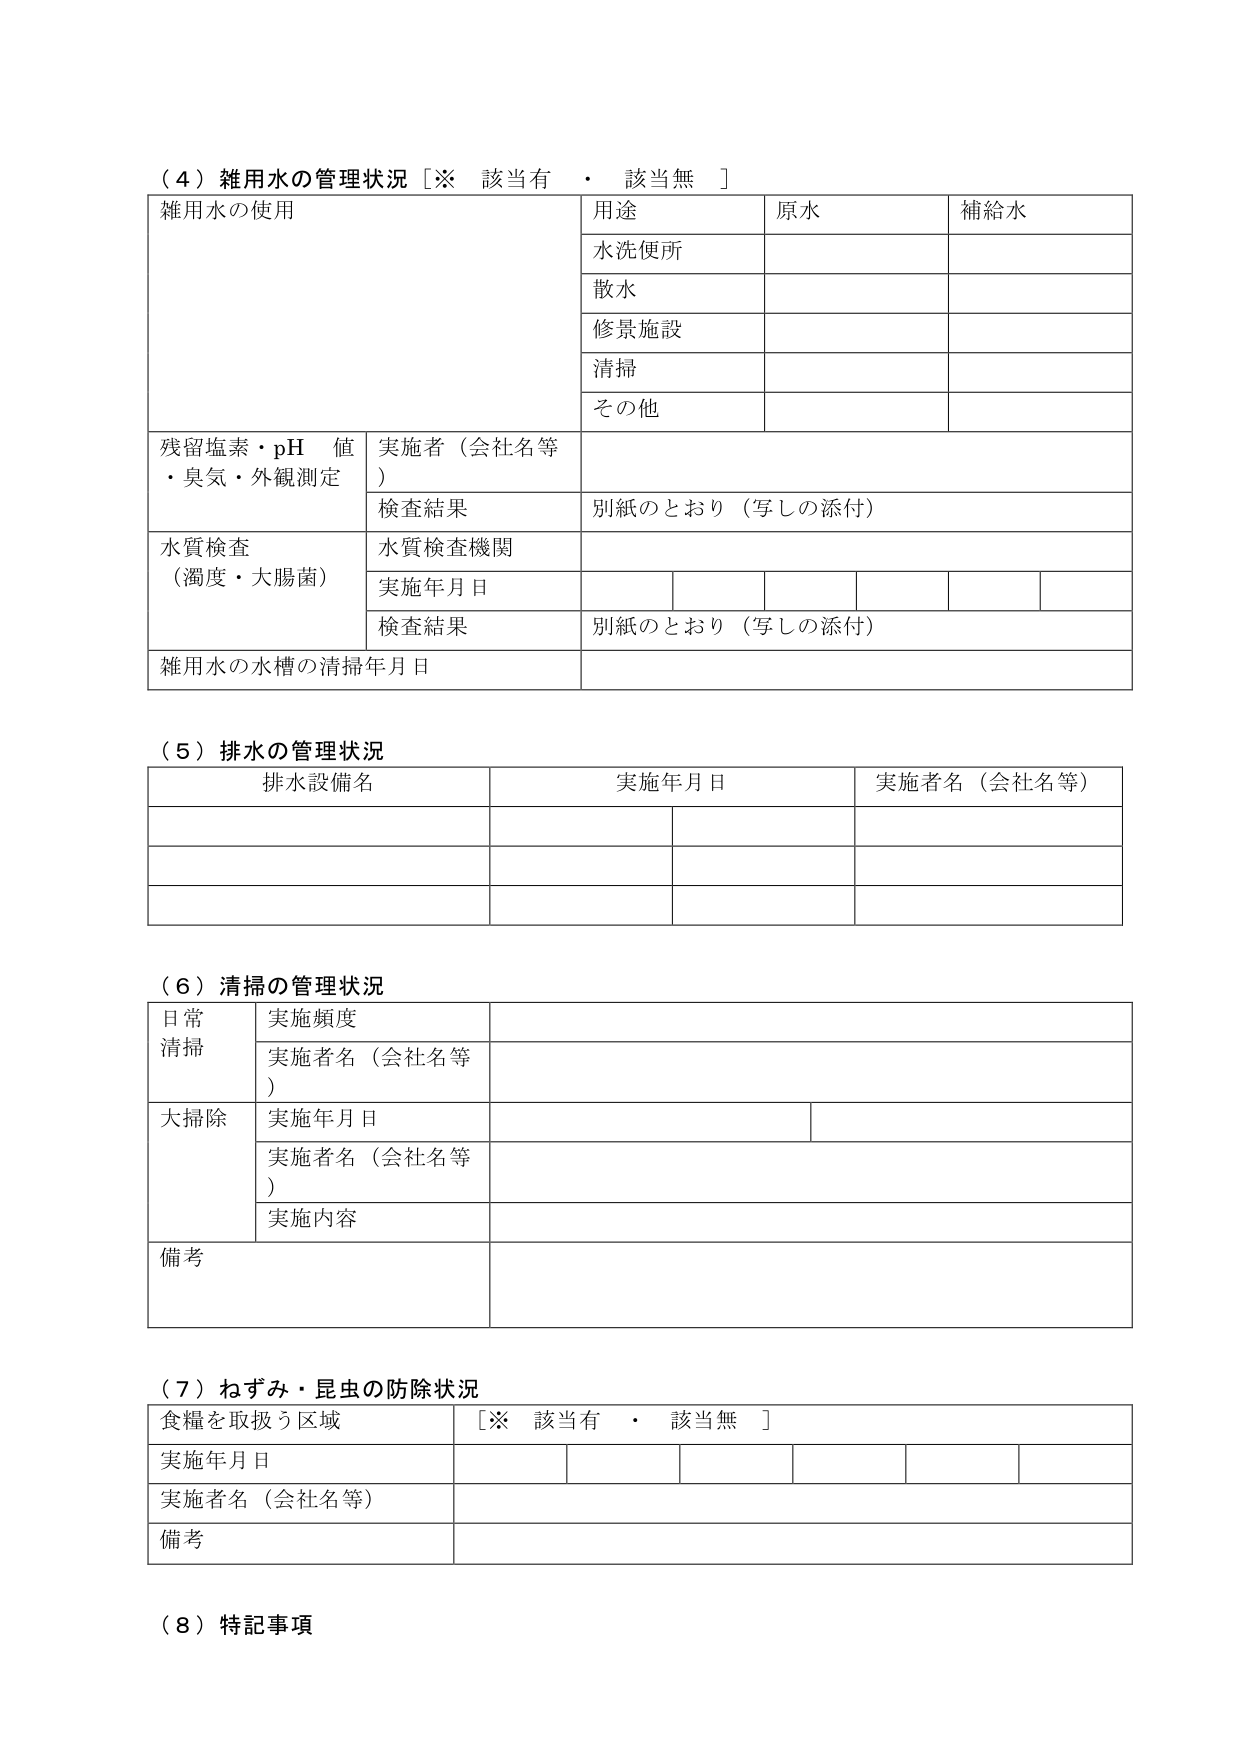 （４）雑用水の管理状況［※　該当有　・　該当無　］
雑用水の使用
用途
原水
補給水
水洗便所
散水
修景施設
清掃
その他
残留塩素・pH　値
・臭気・外観測定
実施者（会社名等
）
検査結果
別紙のとおり（写しの添付）
水質検査
（濁度・大腸菌）
水質検査機関
実施年月日
検査結果
別紙のとおり（写しの添付）
雑用水の水槽の清掃年月日
（５）排水の管理状況
排水設備名
実施年月日
実施者名（会社名等）
（６）清掃の管理状況
日常
清掃
実施頻度
実施者名（会社名等
）
大掃除
実施年月日
実施者名（会社名等
）
実施内容
備考
（７）ねずみ・昆虫の防除状況
食糧を取扱う区域
［※　該当有　・　該当無　］
実施年月日
実施者名（会社名等）
備考
（８）特記事項